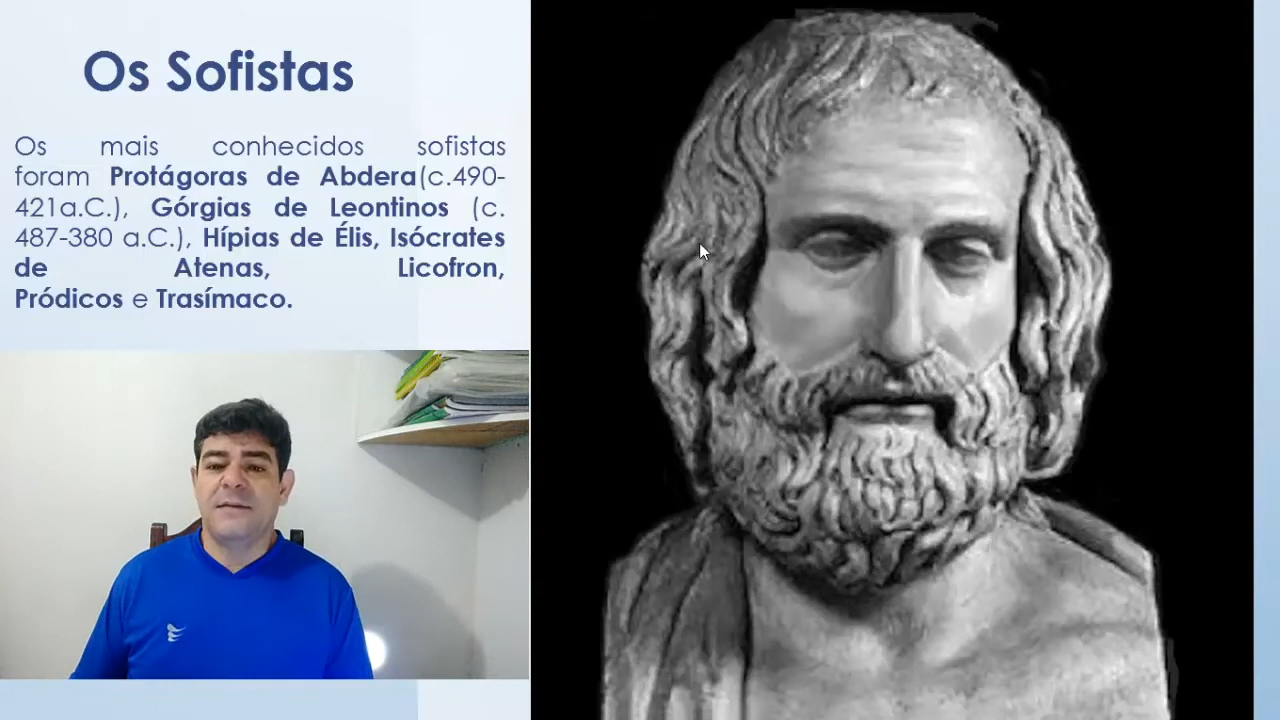 Os Sofistas
Os mais conhecidos sofistas
foram Protágoras de Abdera(c.490-
421a.C.), Górgias de Leontinos (c.
487-380 a.C.), Hípias de Élis, Isócrates
de Atenas, Licofron,
Pródicos e Trasímaco.